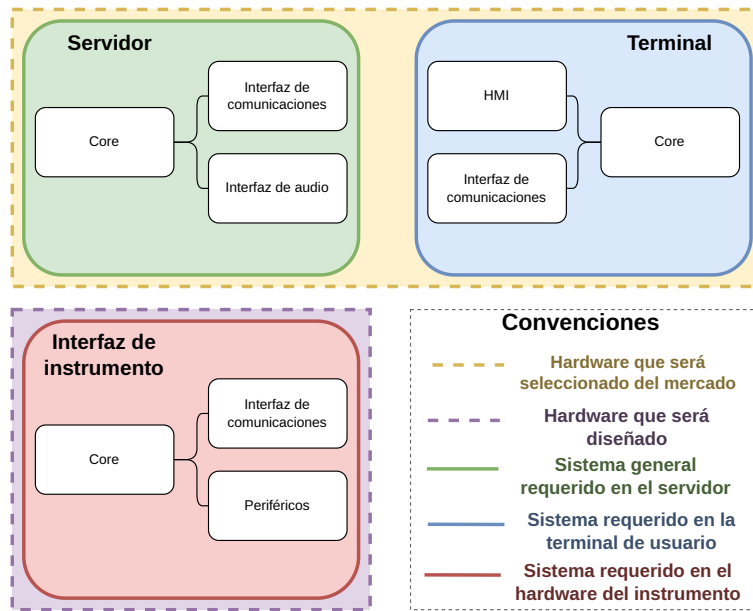 Servidor
Core
Interfaz de
comunicaciones
Interfaz de audio
Terminal
HMI
Interfaz de
comunicaciones
Core
Interfaz de
instrumento
Core
Interfaz de
comunicaciones
Periféricos
Convenciones
Hardware que será
seleccionado del mercado
Hardware que será
diseñado
Sistema general
requerido en el servidor
Sistema requerido en la
terminal de usuario
Sistema requerido en el
hardware del instrumento